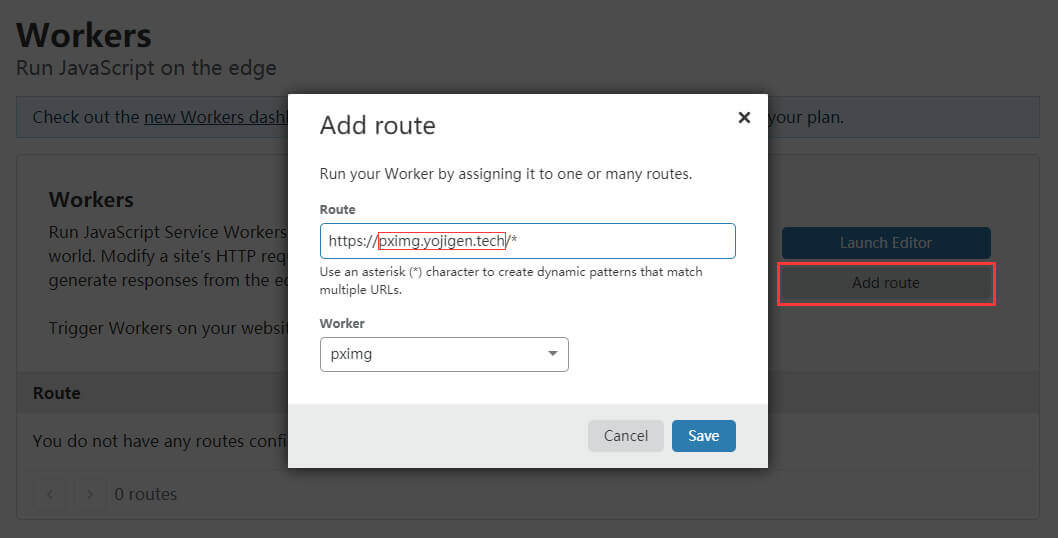 Workers
Run JavaScript on the edge
Check out the new Workers dashl
your plan.
Add route
Run your Worker by assigning it to one or many routes.
Route
https://pximg.yojigen.tech/*
Use an asterisk (*) character to create dynamic patterns that match
multiple URLs.
Worker
pximg
Cancel
Save
Workers
Run JavaScript Service Workers
world. Modify a site's HTTP req
generate responses from the ed
Trigger Workers on your websit
Launch Editor
Add route
Route
You do not have any routes confi
0 routes